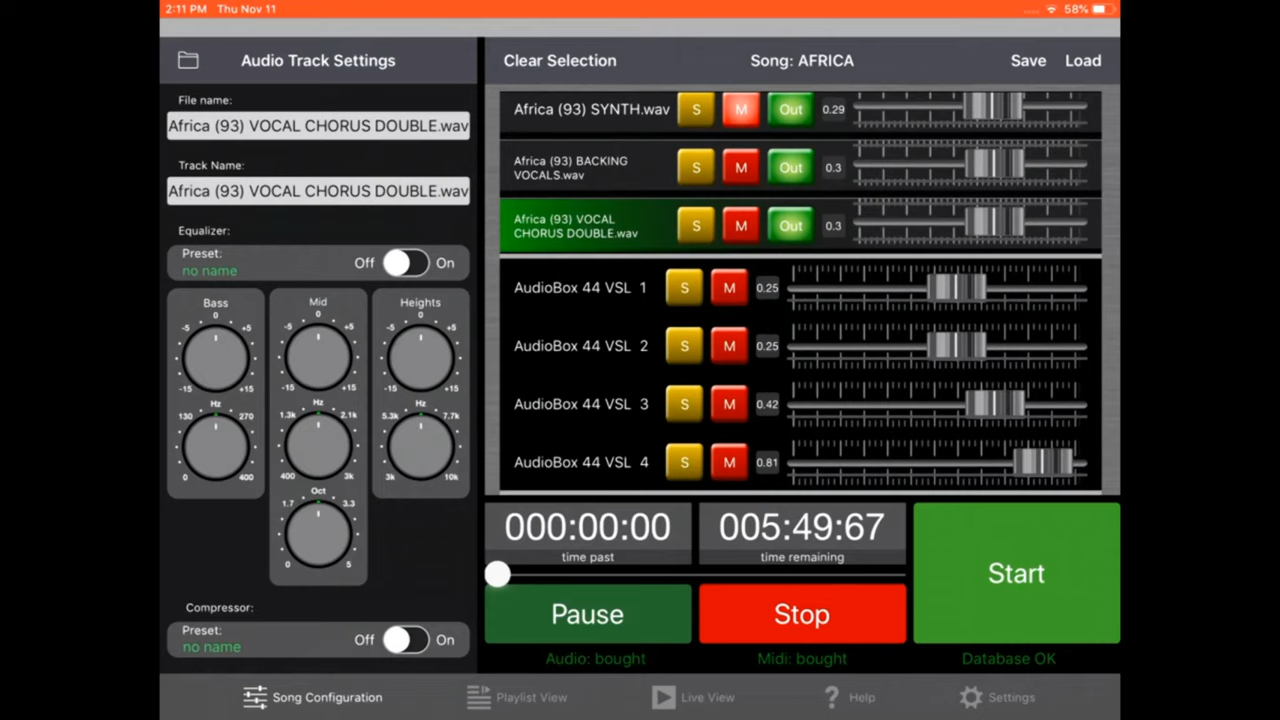 2:11 PM Thu Nov 11 58%
Audio Track Settings
File name:
Africa (93) VOCAL CHORUS DOUBLE.wav
Track Name:
Africa (93) VOCAL CHORUS DOUBLE.wav
Equalizer:
Preset:
no name
Off On
Bass Mid Heights
0 0 0
-5 +5 -5 +5 -5 +5
-15 +15 -15 +15 -15 +15
Hz Hz Hz
130 270 1.3k 2.1k 5.3k 7.7k
0 400 400 3k 3k 10k
Oct
1.7 3.3
0 5
Compressor:
Preset:
no name
Off On
Clear Selection Song: AFRICA Save Load
Africa (93) SYNTH.wav S M Out 0.29
Africa (93) BACKING
VOCALS.wav S M Out 0.3
Africa (93) VOCAL
CHORUS DOUBLE.wav S M Out 0.3
AudioBox 44 VSL 1 S M 0.25
AudioBox 44 VSL 2 S M 0.25
AudioBox 44 VSL 3 S M 0.42
AudioBox 44 VSL 4 S M 0.81
000:00:00 005:49:67
time past time remaining
Start
Pause Stop
Audio: bought Midi: bought Database OK
Song Configuration Playlist View Live View ? Help Settings